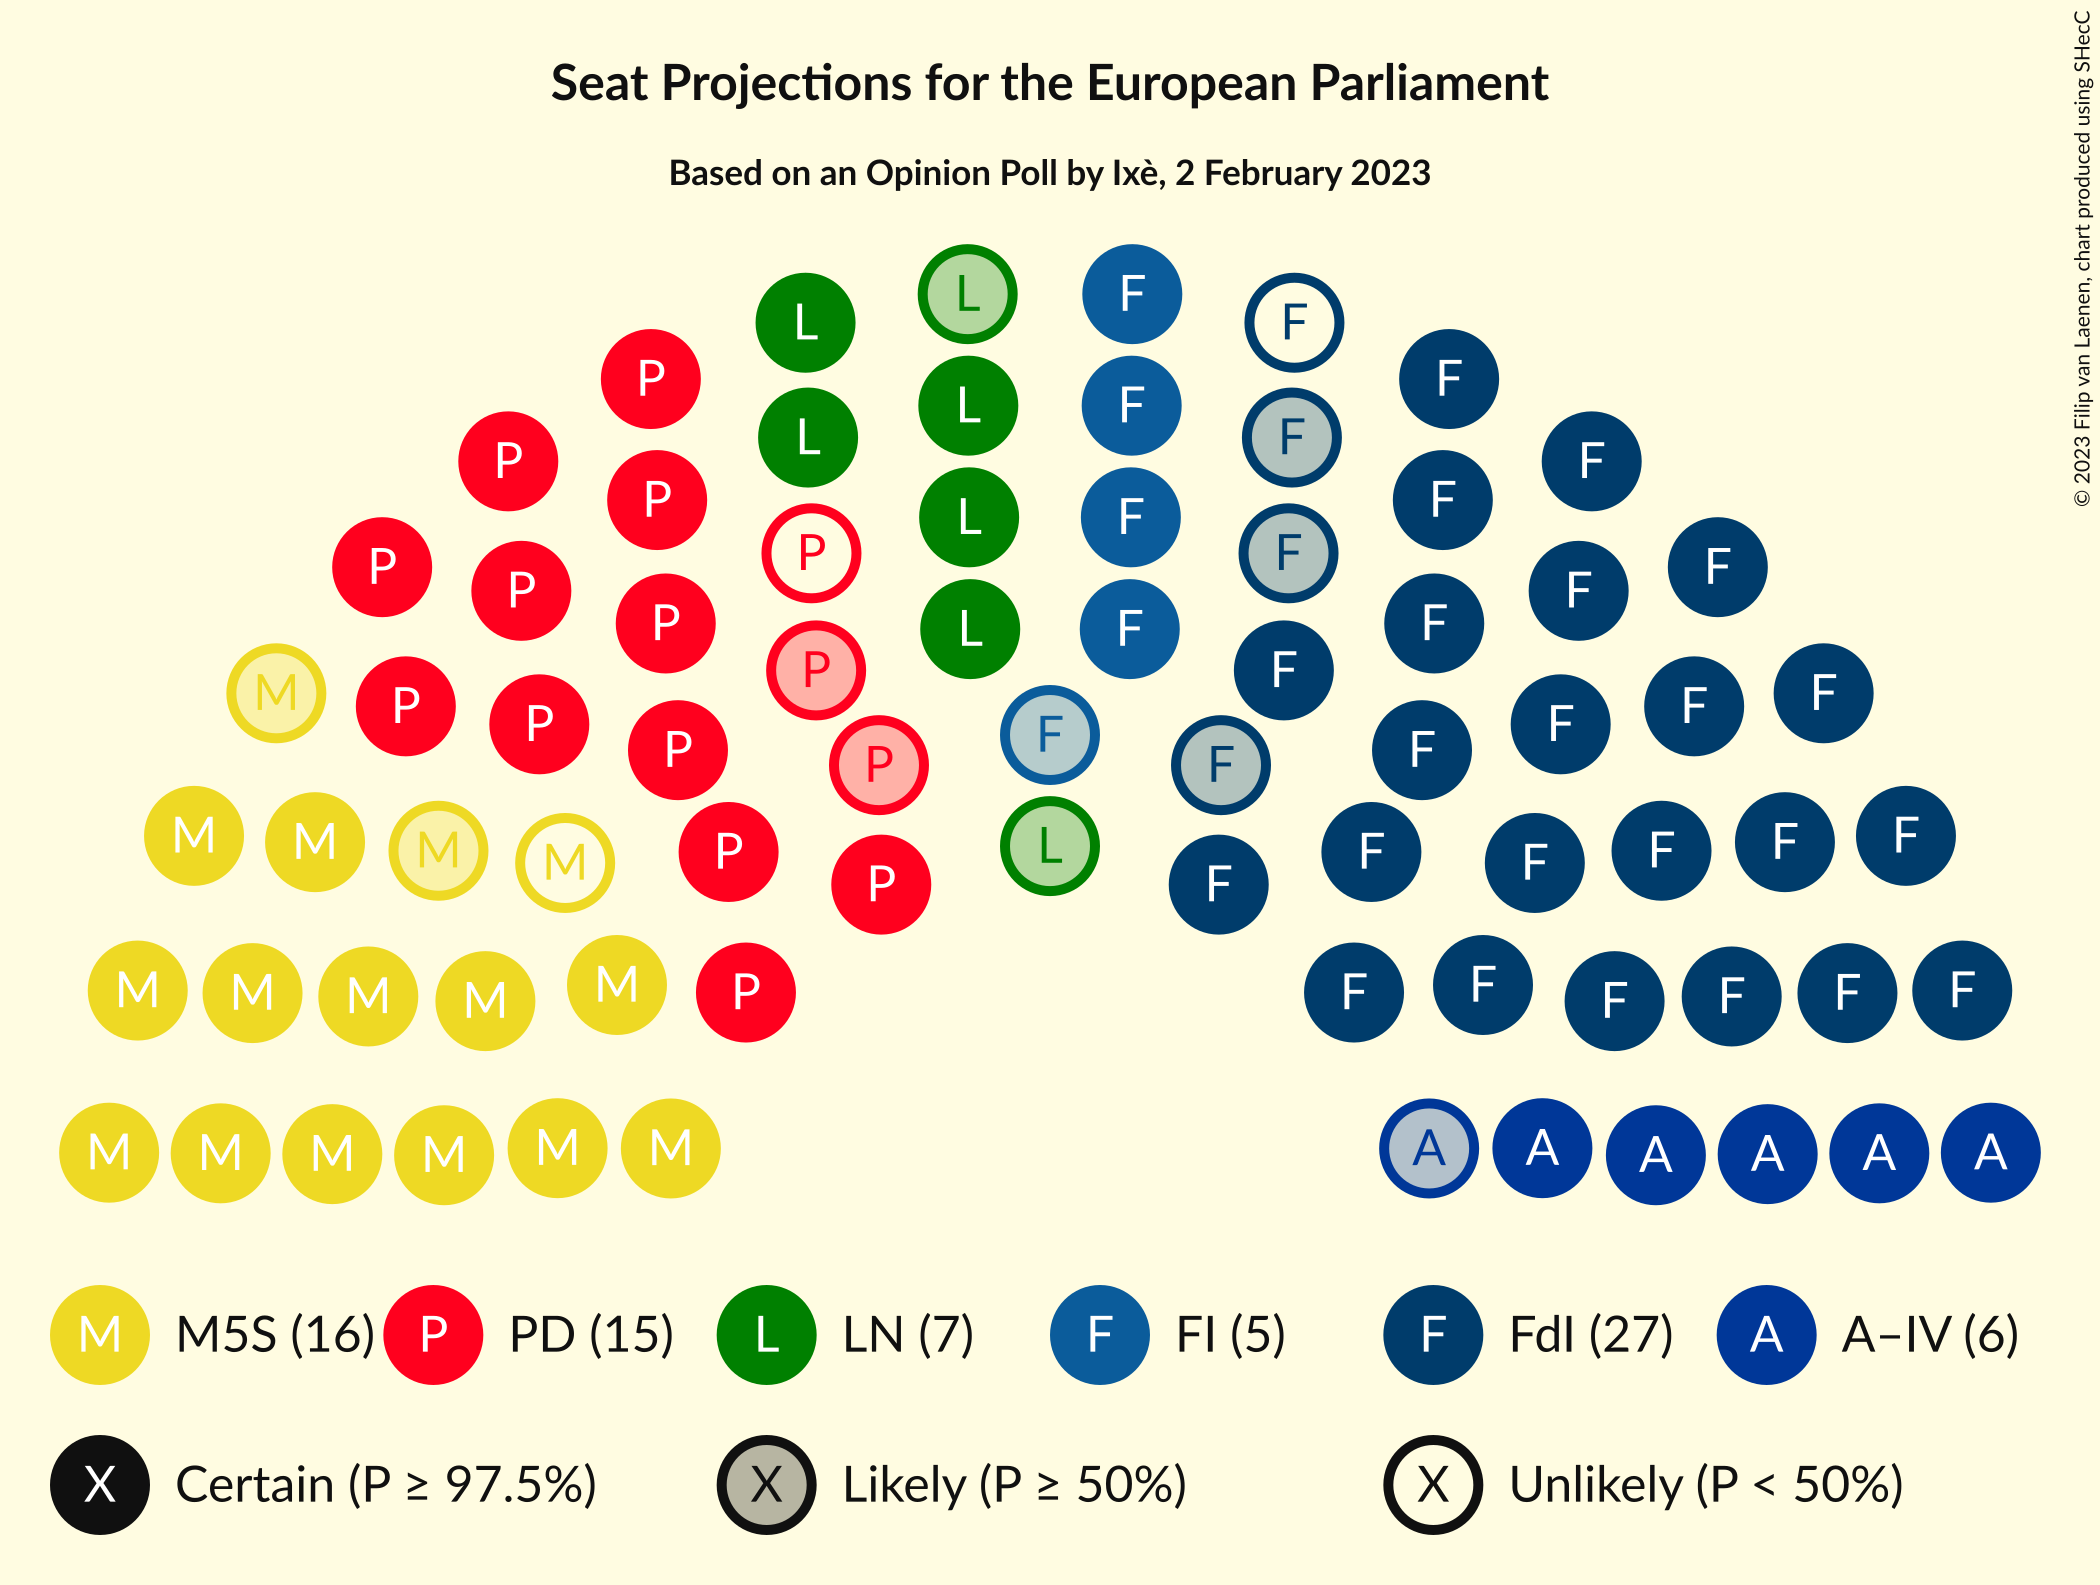 Seat Projections for the European Parliament
Based on an Opinion Poll by Ixè, 2 February 2023
© 2023 Filip van Laenen, chart produced using SHecC
L F
L F
P F
L F
L F
P F
P F
L F
P F
P F
P F
P F
P F
L F
P F
P F
M F
P F
P F
P F
F
P F
M F
M F
M F
M F
P F
L
P F
M F
M F
M F
M F
M F
P F
M A
M A
M A
M A
M A
M A
M M5S (16) P PD (15) L LN (7) F FI (5) F FdI (27) A A–IV (6)
X Certain (P ≥ 97.5%) X Likely (P ≥ 50%) X Unlikely (P < 50%)